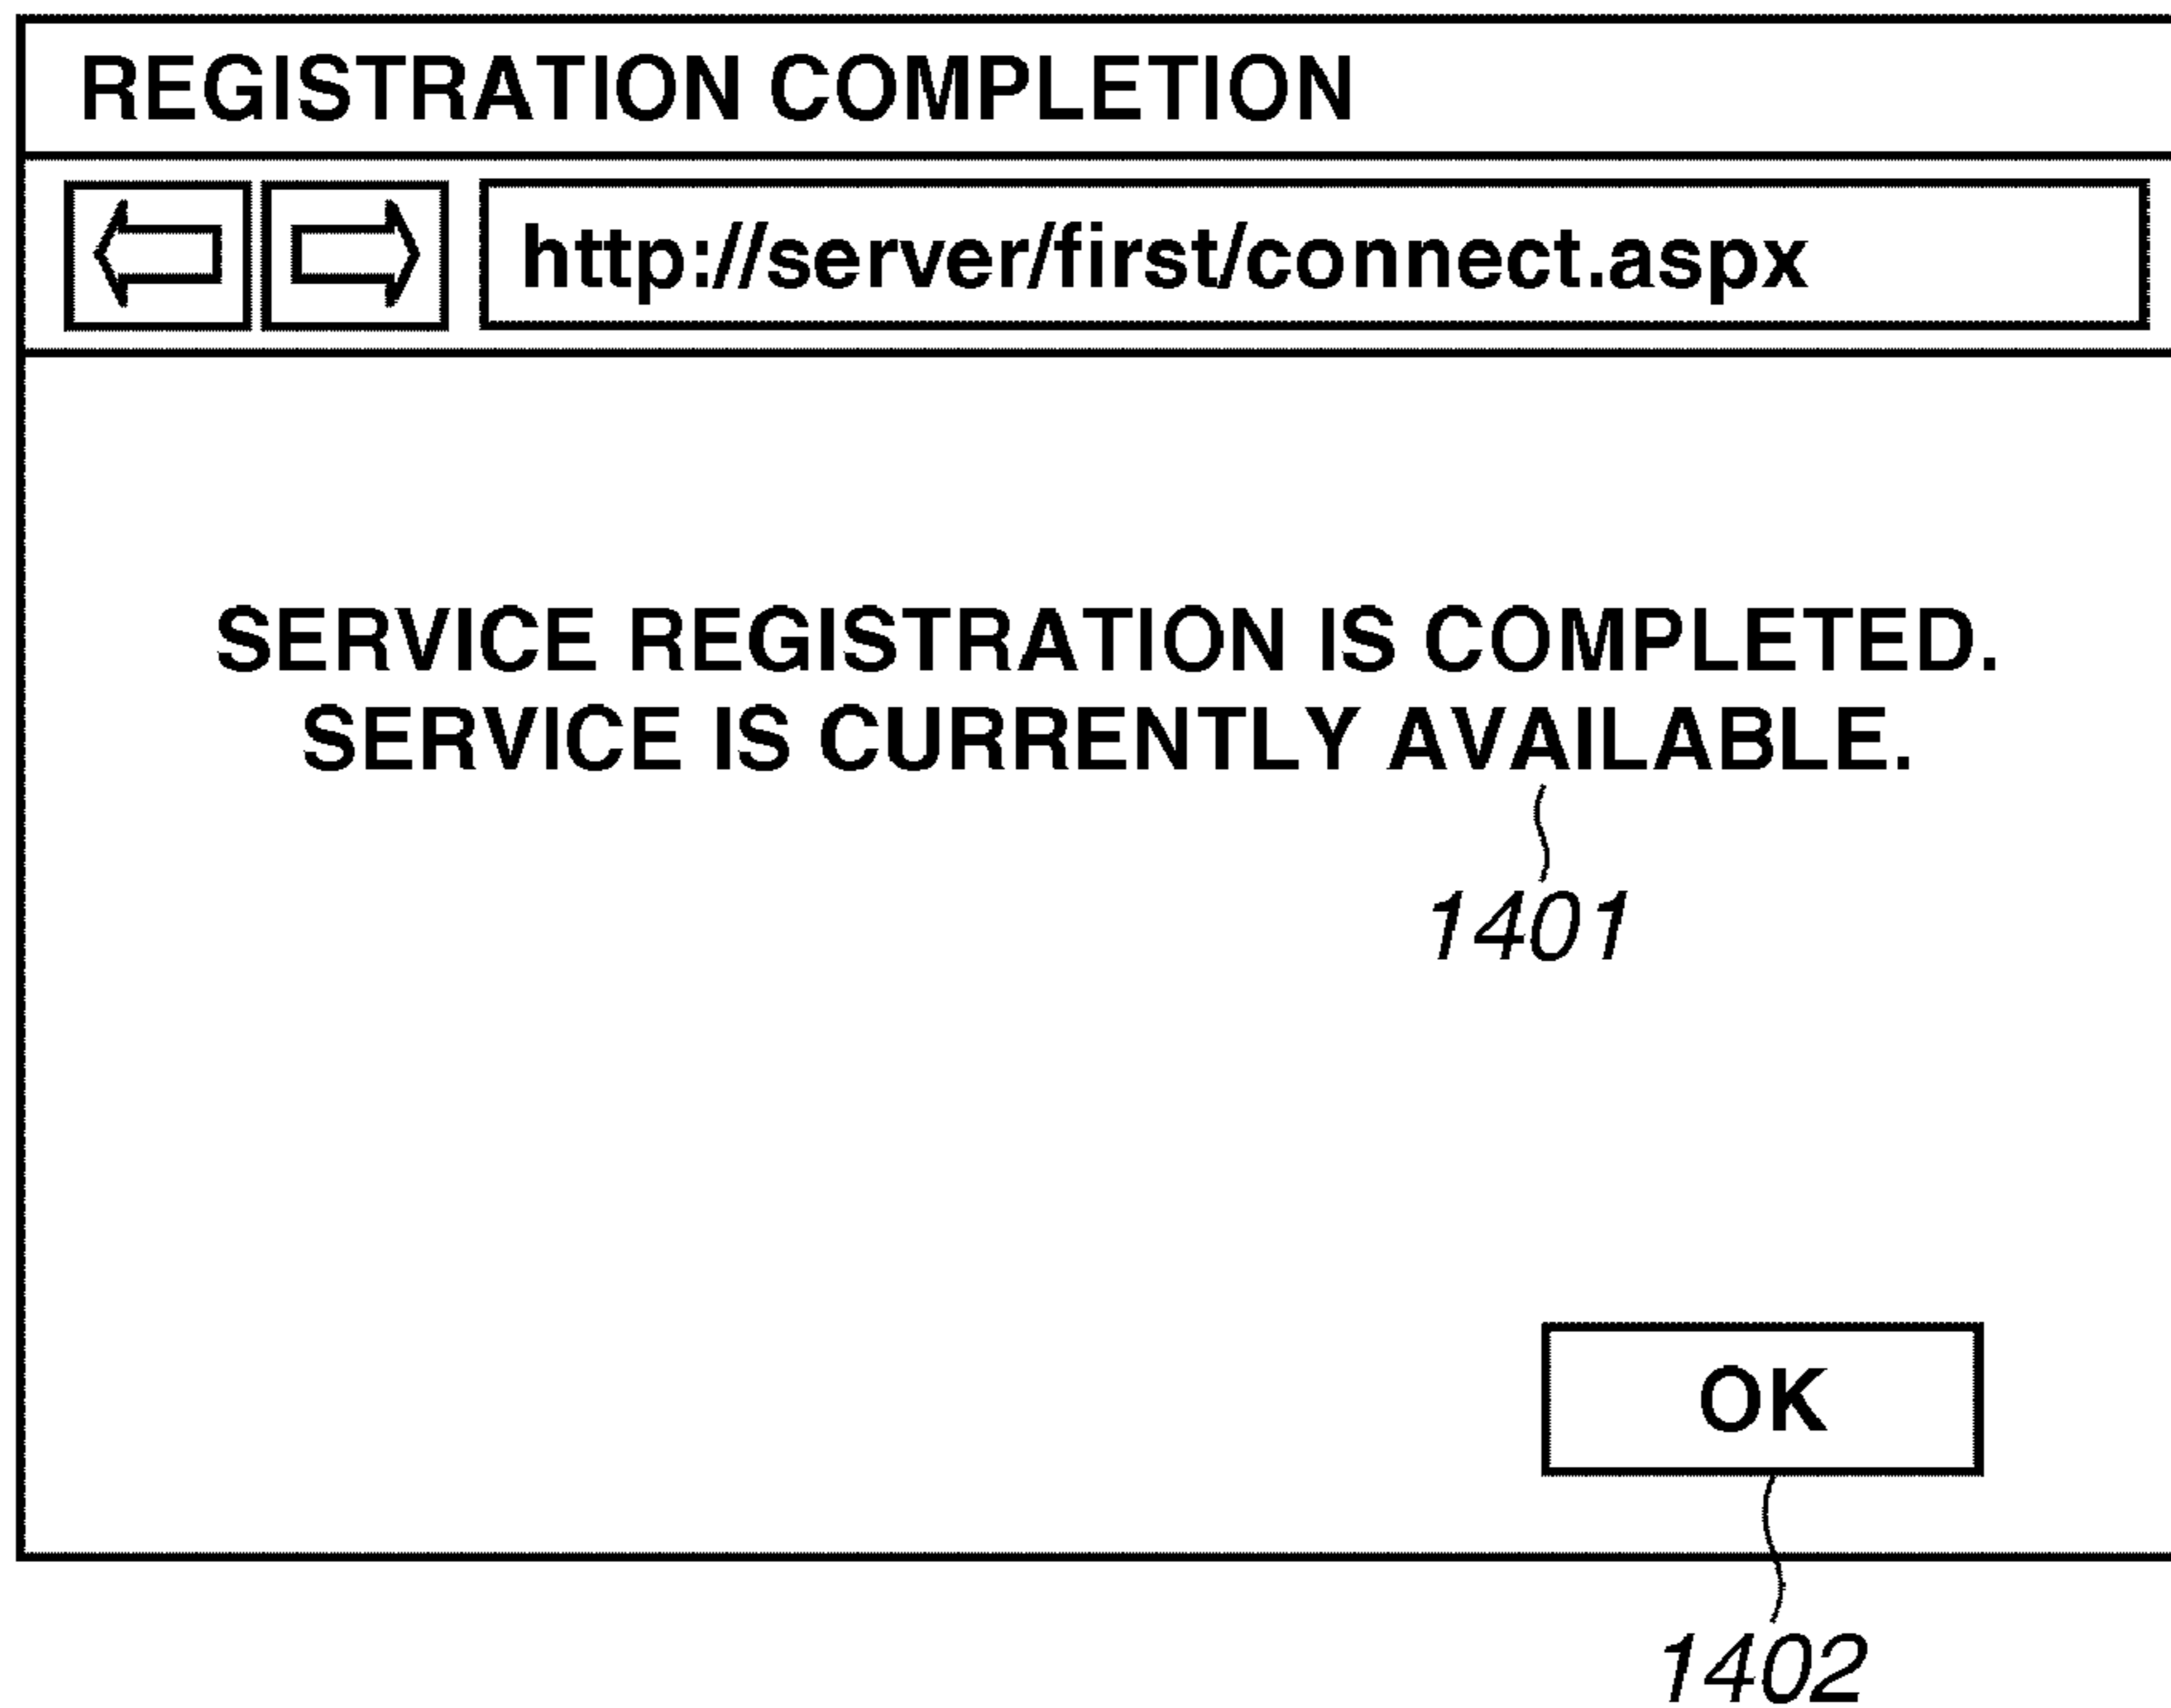 REGISTRATION COMPLETION
http://server/first/connect.aspx
SERVICE REGISTRATION IS COMPLETED.
SERVICE IS CURRENTLY AVAILABLE.
1401
OK
1402